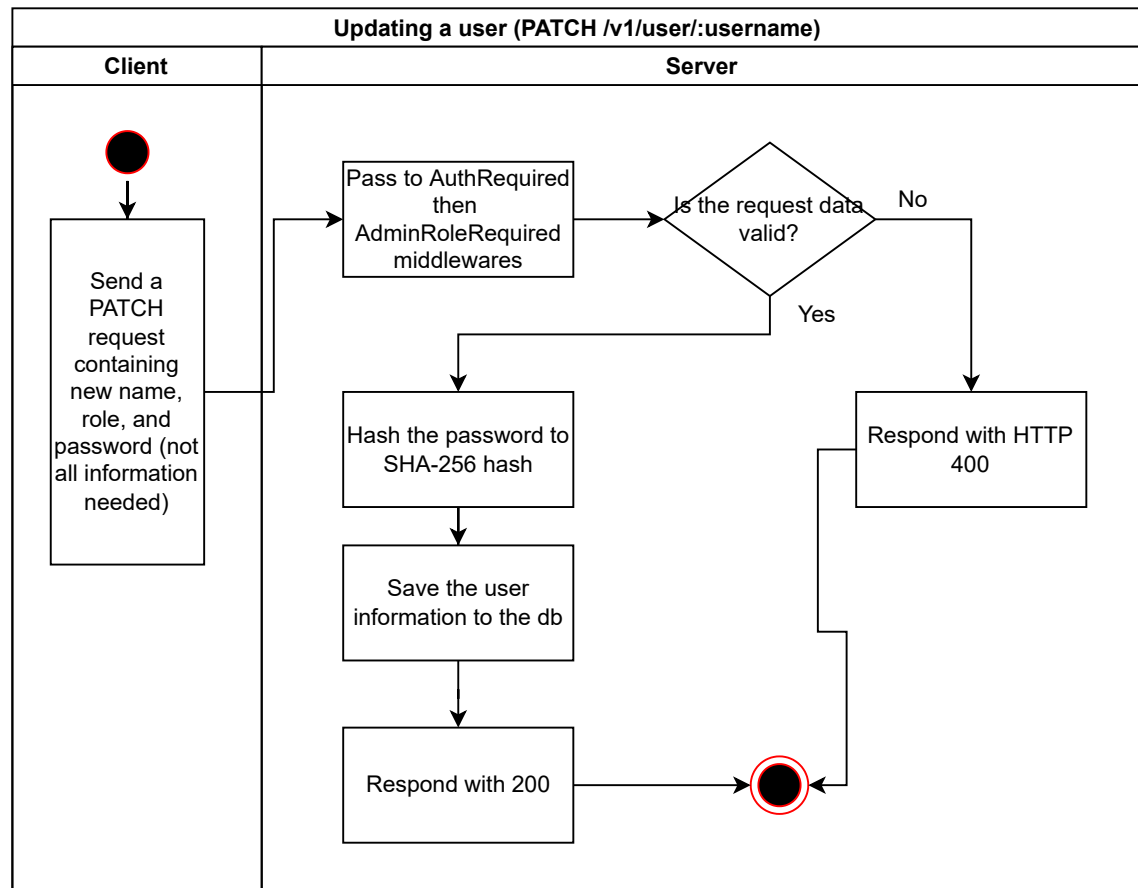 Updating a user (PATCH /v1/user/:username)
Client
Server
Send a
PATCH
request
containing
new name,
role, and
password (not
all information
needed)
Pass to AuthRequired
then
AdminRoleRequired
middlewares
Is the request data
valid?
No
Yes
Hash the password to
SHA-256 hash
Respond with HTTP
400
Save the user
information to the db
Respond with 200